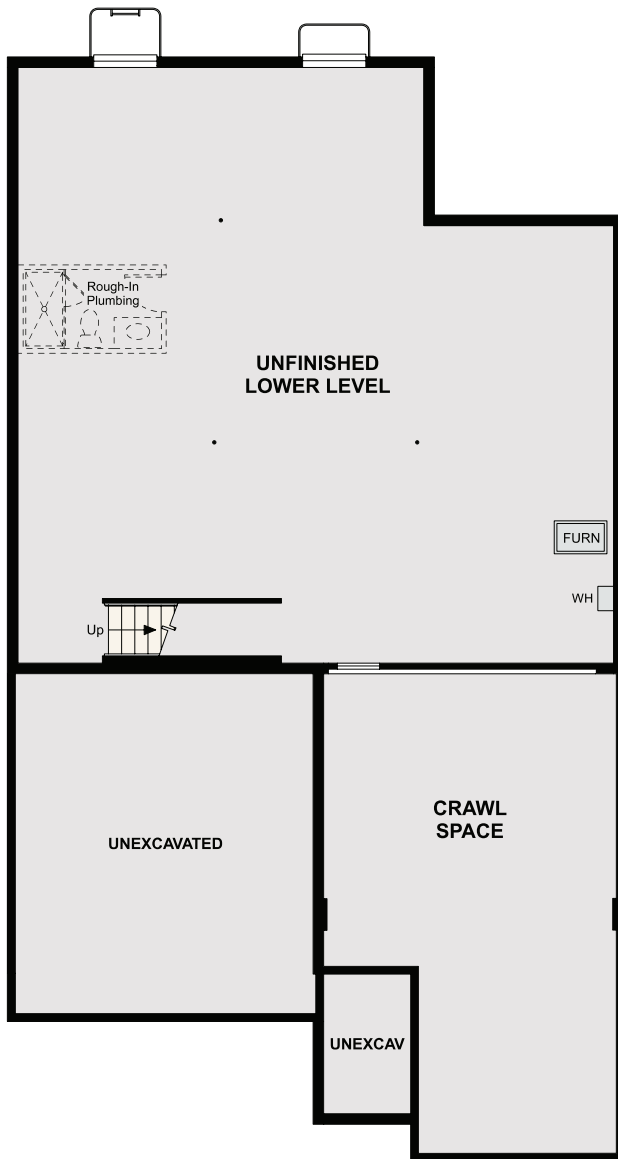 Rough-In
Plumbing
UNFINISHED
LOWER LEVEL
FURN
WH
Up
CRAWL
SPACE
UNEXCAVATED
UNEXCAV